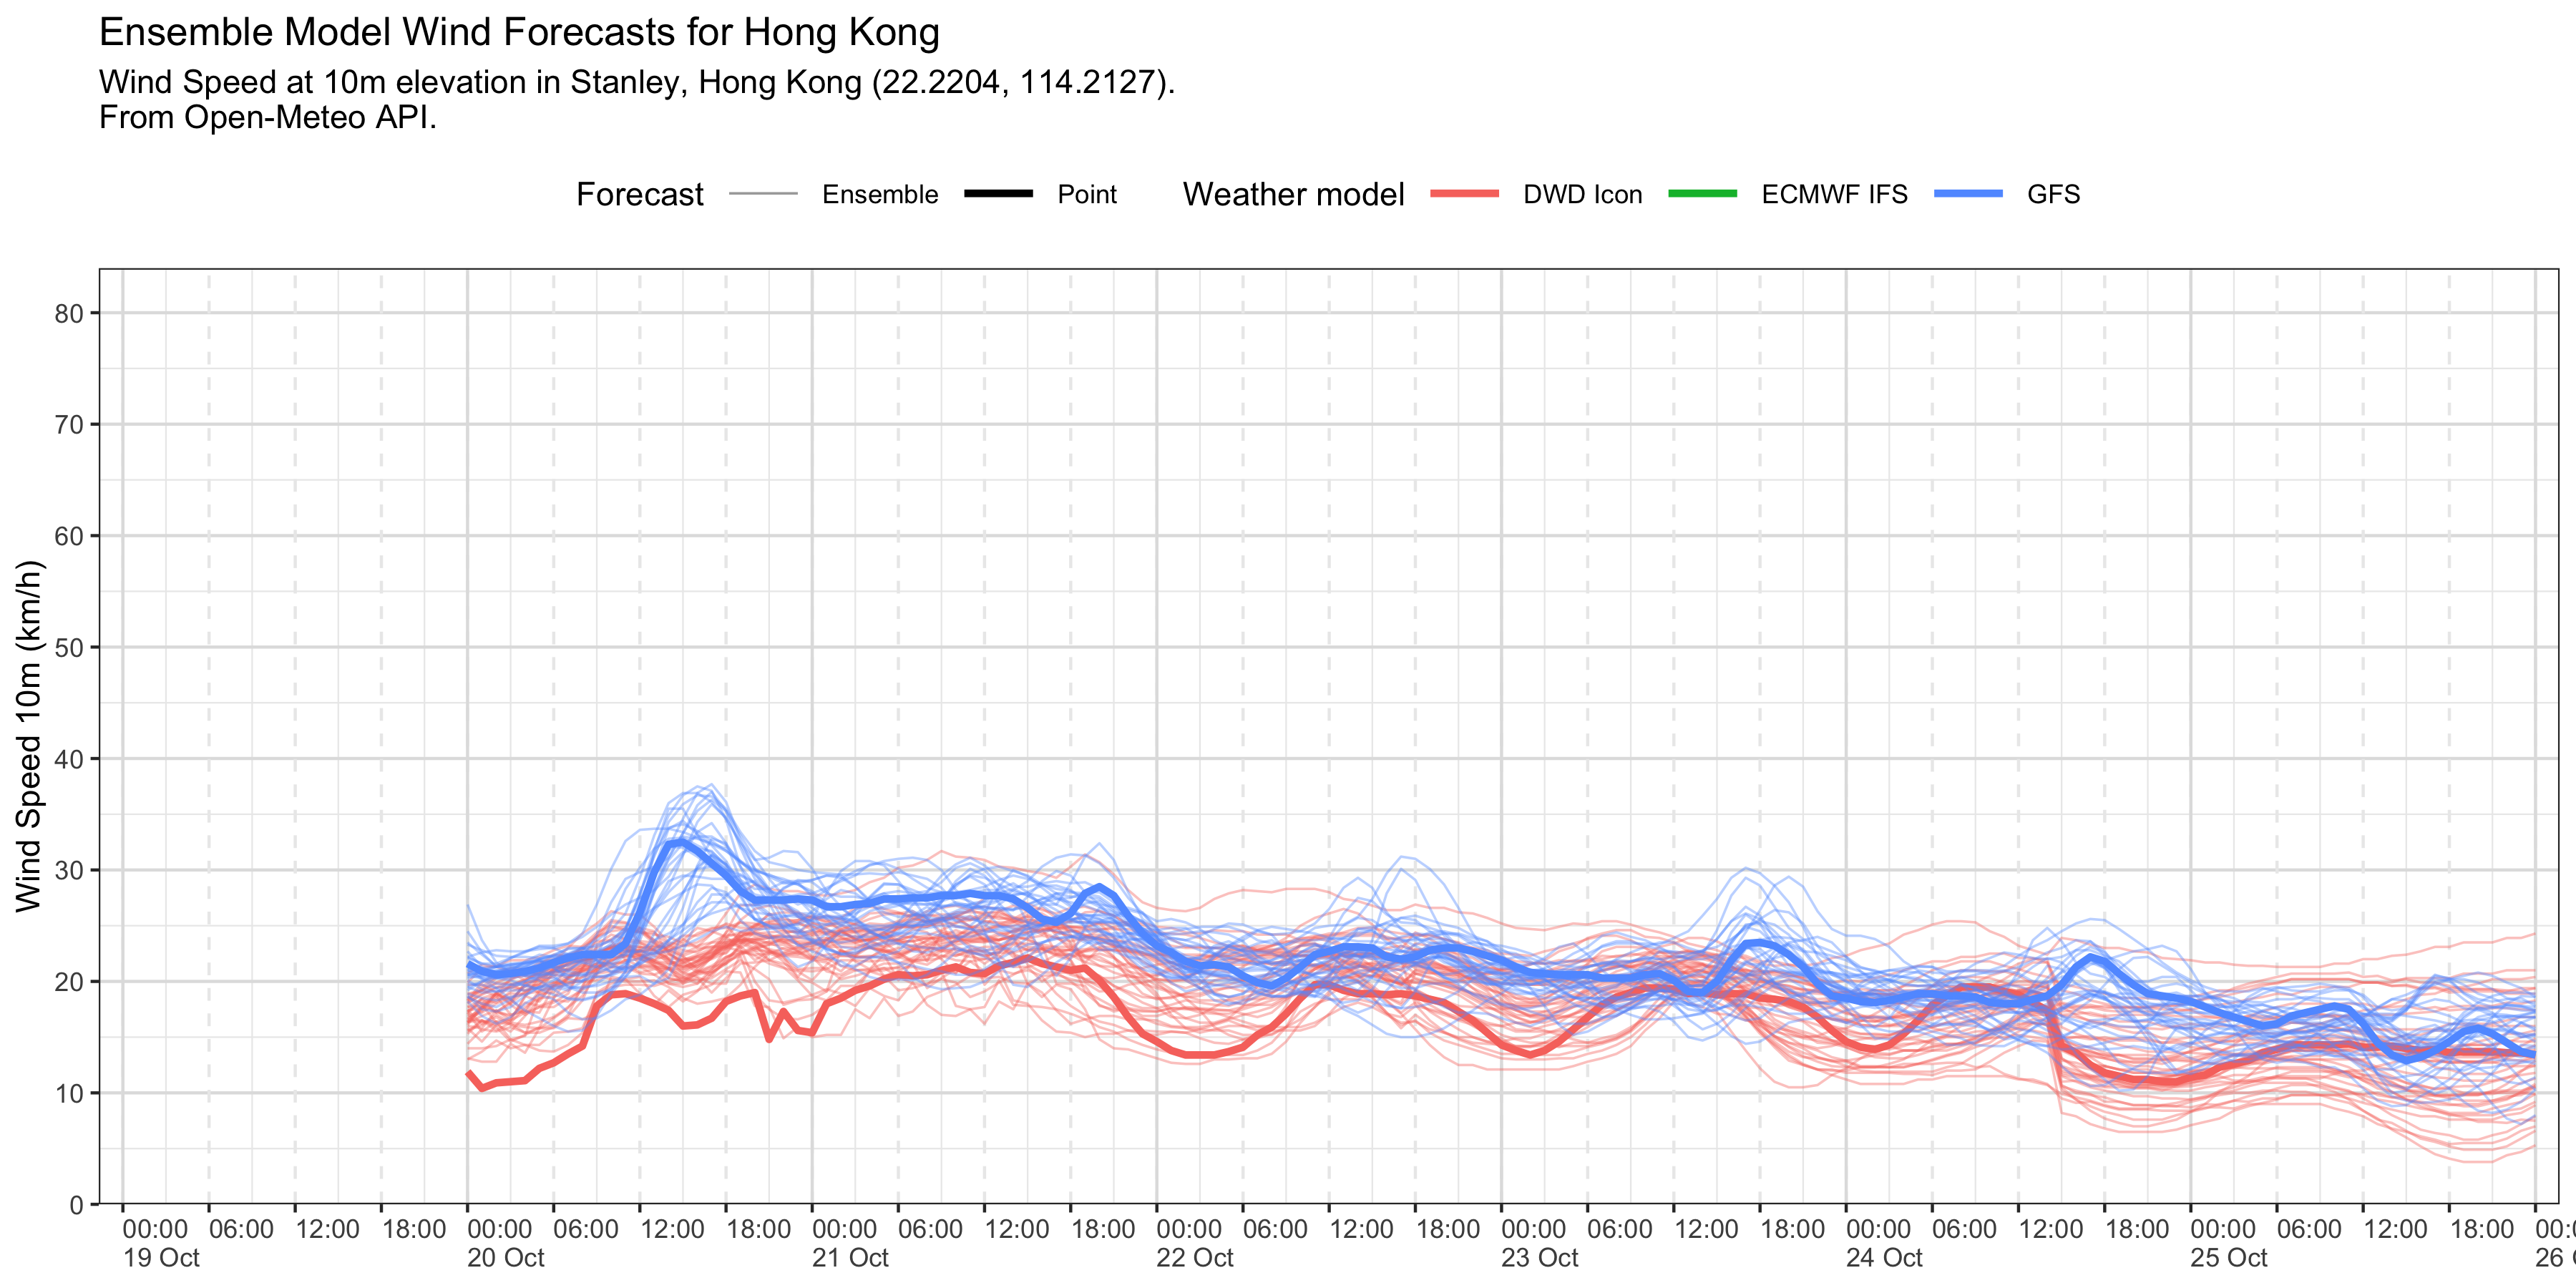 Ensemble Model Wind Forecasts for Hong Kong
Wind Speed at 10m elevation in Stanley, Hong Kong (22.2204, 114.2127).
From Open-Meteo API.
Forecast Ensemble Point Weather model DWD Icon ECMWF IFS GFS
Wind Speed 10m (km/h)
80
70
60
50
40
30
20
10
0
00:00 06:00 12:00 18:00 00:00 06:00 12:00 18:00 00:00 06:00 12:00 18:00 00:00 06:00 12:00 18:00 00:00 06:00 12:00 18:00 00:00 06:00 12:00 18:00 00:00 06:00 12:00 18:00
19 Oct 20 Oct 21 Oct 22 Oct 23 Oct 24 Oct 25 Oct 26